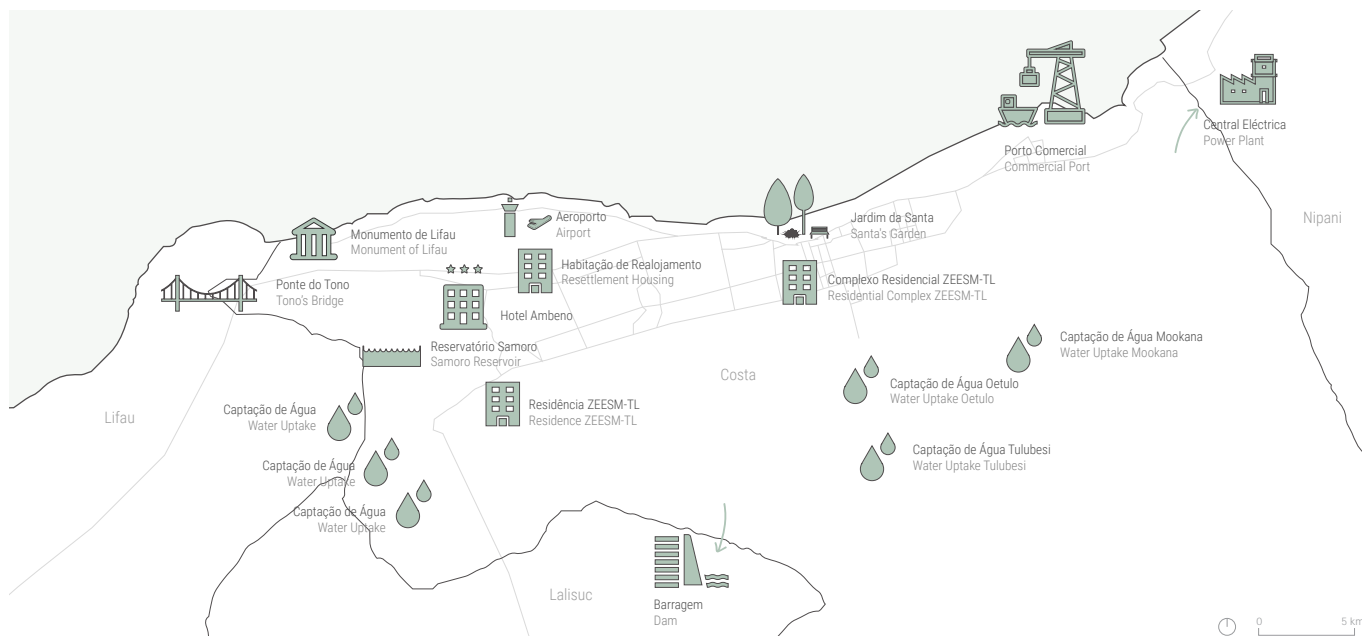 Central Eléctrica
Power Plant
Porto Comercial
Commercial Port
Nipani
Aeroporto
Airport
Jardim da Santa
Santa's Garden
Monumento de Lifau
Monument of Lifau
Habitação de Realojamento
Resettlement Housing
Complexo Residencial ZEESM-TL
Residential Complex ZEESM-TL
Ponte do Tono
Tono's Bridge
Hotel Ambeno
Reservatório Samoro
Samoro Reservoir
Captação de Água Mookana
Water Uptake Mookana
Costa
Captação de Água Oetulo
Water Uptake Oetulo
Residência ZEESM-TL
Residence ZEESM-TL
Lifau
Captação de Água
Water Uptake
Captação de Água Tulubesi
Water Uptake Tulubesi
Captação de Água
Water Uptake
Captação de Água
Water Uptake
Lalisuc
Barragem
Dam
0 5 km